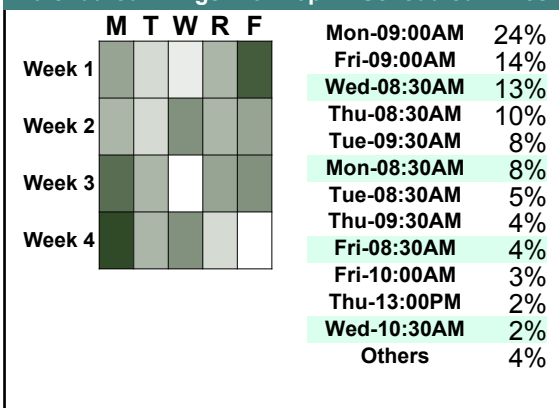 M T W R F
Week 1
Week 2
Week 3
Week 4
Mon-09:00AM 24%
Fri-09:00AM 14%
Wed-08:30AM 13%
Thu-08:30AM 10%
Tue-09:30AM 8%
Mon-08:30AM 8%
Tue-08:30AM 5%
Thu-09:30AM 4%
Fri-08:30AM 4%
Fri-10:00AM 3%
Thu-13:00PM 2%
Wed-10:30AM 2%
Others 4%